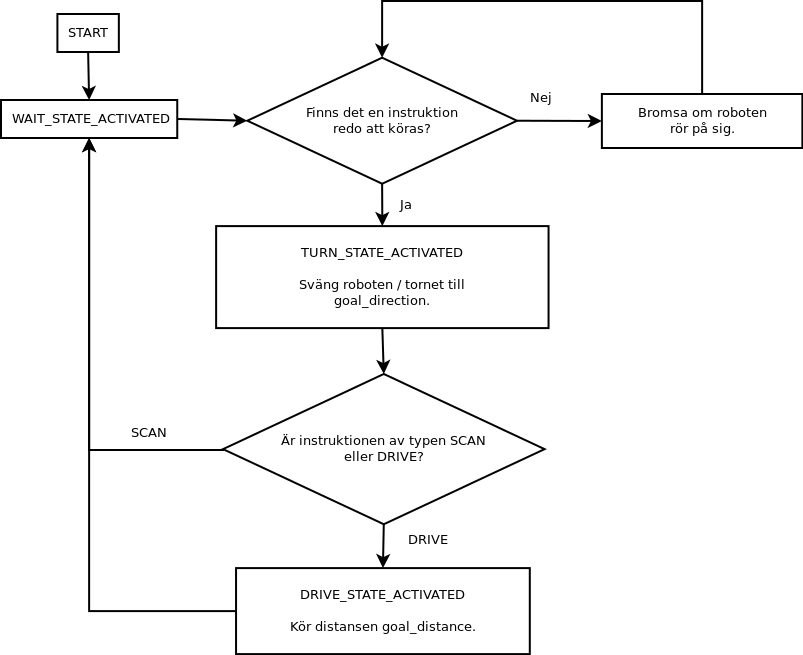 START
WAIT_STATE_ACTIVATED
Finns det en instruktion
redo att köras?
Nej
Bromsa om roboten
rör på sig.
Ja
TURN_STATE_ACTIVATED
Sväng roboten / tornet till
goal_direction.
Är instruktionen av typen SCAN
eller DRIVE?
SCAN
DRIVE
DRIVE_STATE_ACTIVATED
Kör distansen goal_distance.